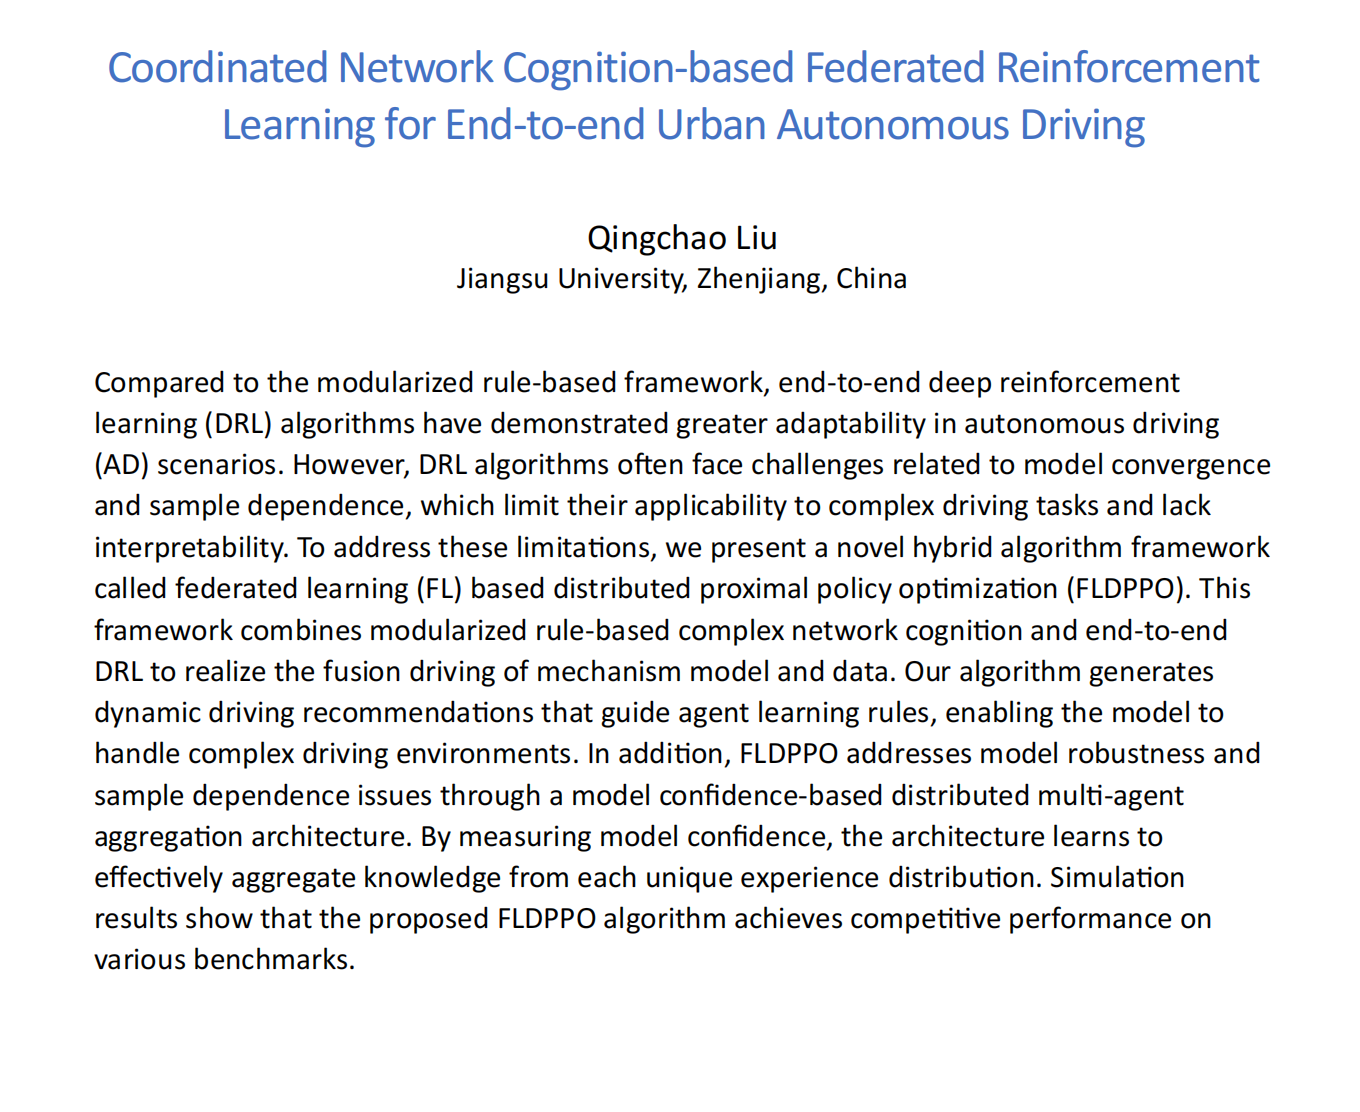 Coordinated Network Cognition-based Federated Reinforcement
Learning for End-to-end Urban Autonomous Driving
Qingchao Liu
Jiangsu University, Zhenjiang, China
Compared to the modularized rule-based framework, end-to-end deep reinforcement
learning (DRL) algorithms have demonstrated greater adaptability in autonomous driving
(AD) scenarios. However, DRL algorithms often face challenges related to model convergence
and sample dependence, which limit their applicability to complex driving tasks and lack
interpretability. To address these limitations, we present a novel hybrid algorithm framework
called federated learning (FL) based distributed proximal policy optimization (FLDPPO). This
framework combines modularized rule-based complex network cognition and end-to-end
DRL to realize the fusion driving of mechanism model and data. Our algorithm generates
dynamic driving recommendations that guide agent learning rules, enabling the model to
handle complex driving environments. In addition, FLDPPO addresses model robustness and
sample dependence issues through a model confidence-based distributed multi-agent
aggregation architecture. By measuring model confidence, the architecture learns to
effectively aggregate knowledge from each unique experience distribution. Simulation
results show that the proposed FLDPPO algorithm achieves competitive performance on
various benchmarks.